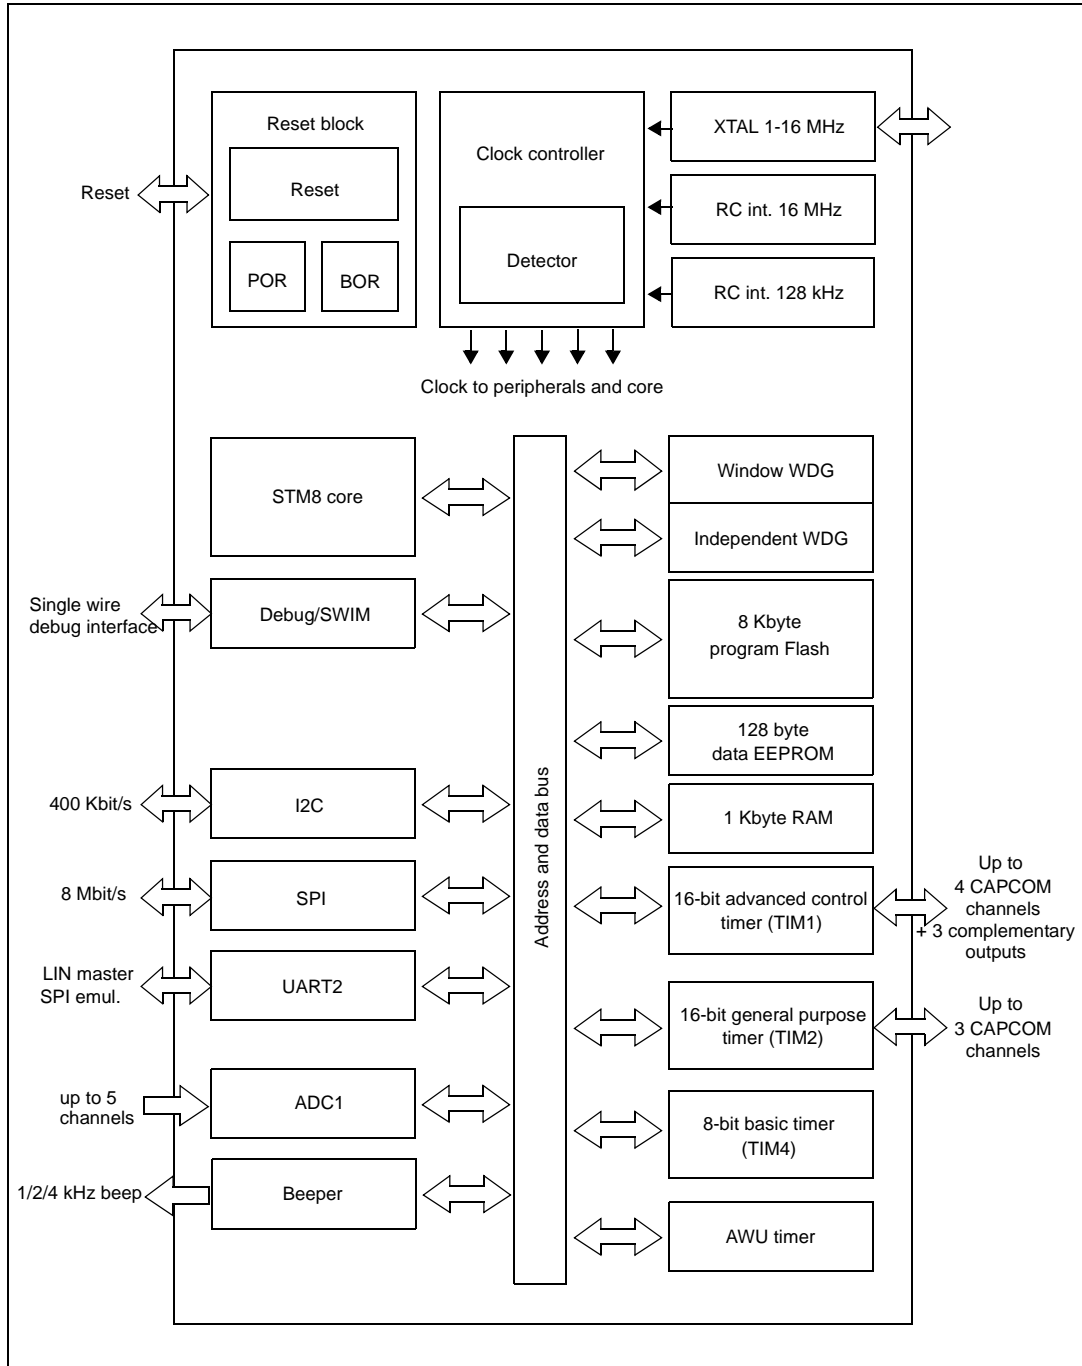 Reset block
Reset
POR
BOR
Reset
Clock controller
Detector
XTAL 1-16 MHz
RC int. 16 MHz
RC int. 128 kHz
Clock to peripherals and core
STM8 core
Single wire
debug interface
Debug/SWIM
400 Kbit/s
I2C
8 Mbit/s
SPI
LIN master
SPI emul.
UART2
up to 5
channels
ADC1
1/2/4 kHz beep
Beeper
Address and data bus
Window WDG
Independent WDG
8 Kbyte
program Flash
128 byte
data EEPROM
1 Kbyte RAM
16-bit advanced control
timer (TIM1)
Up to
4 CAPCOM
channels
+ 3 complementary
outputs
16-bit general purpose
timer (TIM2)
Up to
3 CAPCOM
channels
8-bit basic timer
(TIM4)
AWU timer